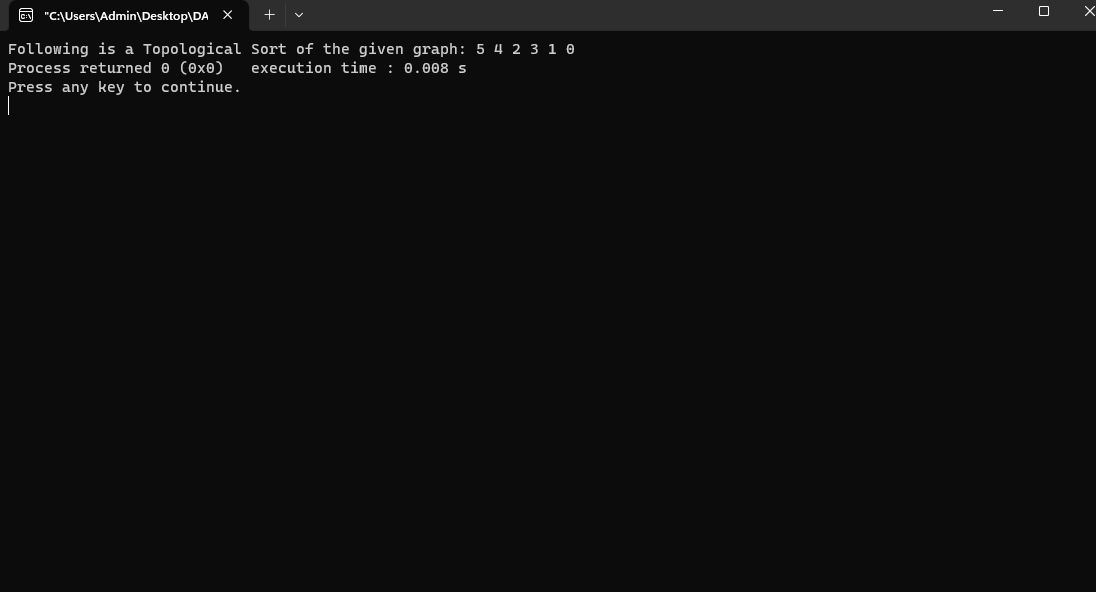 "C:\Users\Admin\Desktop\DA
Following is a Topological Sort of the given graph: 5 4 2 3 1 0
Process returned 0 (0x0)   execution time : 0.008 s
Press any key to continue.